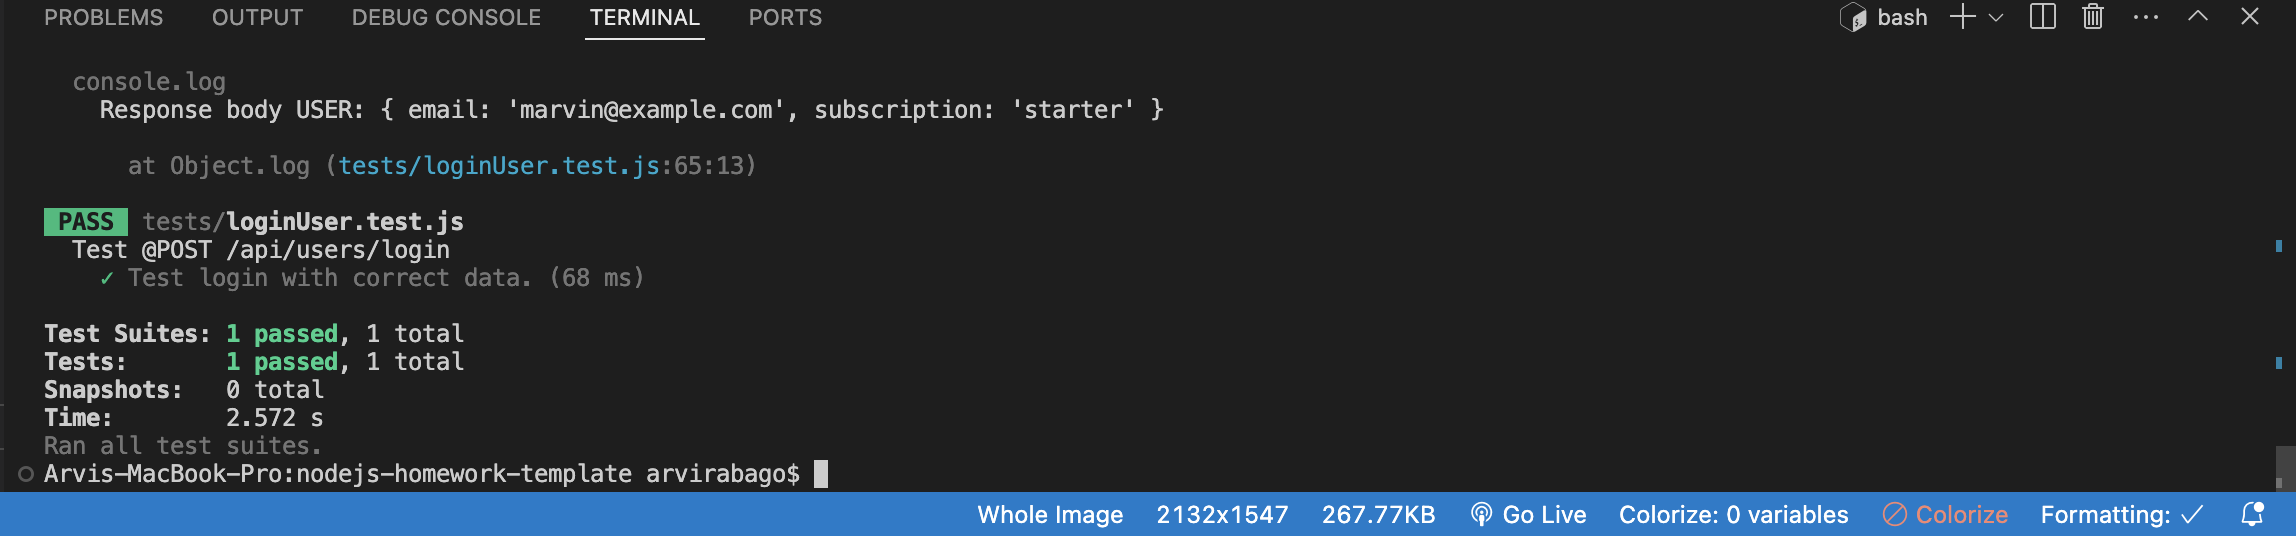 PROBLEMS OUTPUT DEBUG CONSOLE TERMINAL PORTS bash
console.log
Response body USER: { email: 'marvin@example.com', subscription: 'starter' }
at Object.log (tests/loginUser.test.js:65:13)
PASS tests/loginUser.test.js
Test @POST /api/users/login
✓ Test login with correct data. (68 ms)
Test Suites: 1 passed, 1 total
Tests: 1 passed, 1 total
Snapshots: 0 total
Time: 2.572 s
Ran all test suites.
Arvis-MacBook-Pro:nodejs-homework-template arvirabago$
Whole Image 2132x1547 267.77KB Go Live Colorize: 0 variables Colorize Formatting: ✓